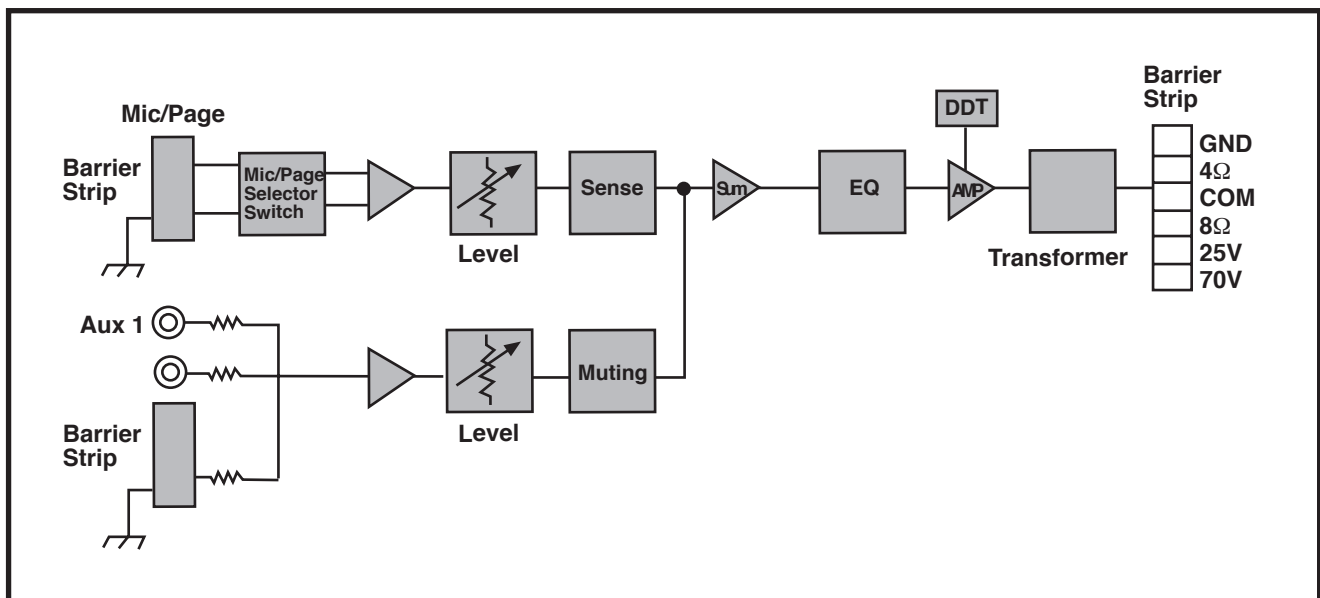 Mic/Page
Barrier
Strip
Mic/Page
Selector
Switch
Level
Sense
Sum
EQ
DDT
AMP
Transformer
Barrier
Strip
GND
4Ω
COM
8Ω
25V
70V
Aux 1
Barrier
Strip
Level
Muting